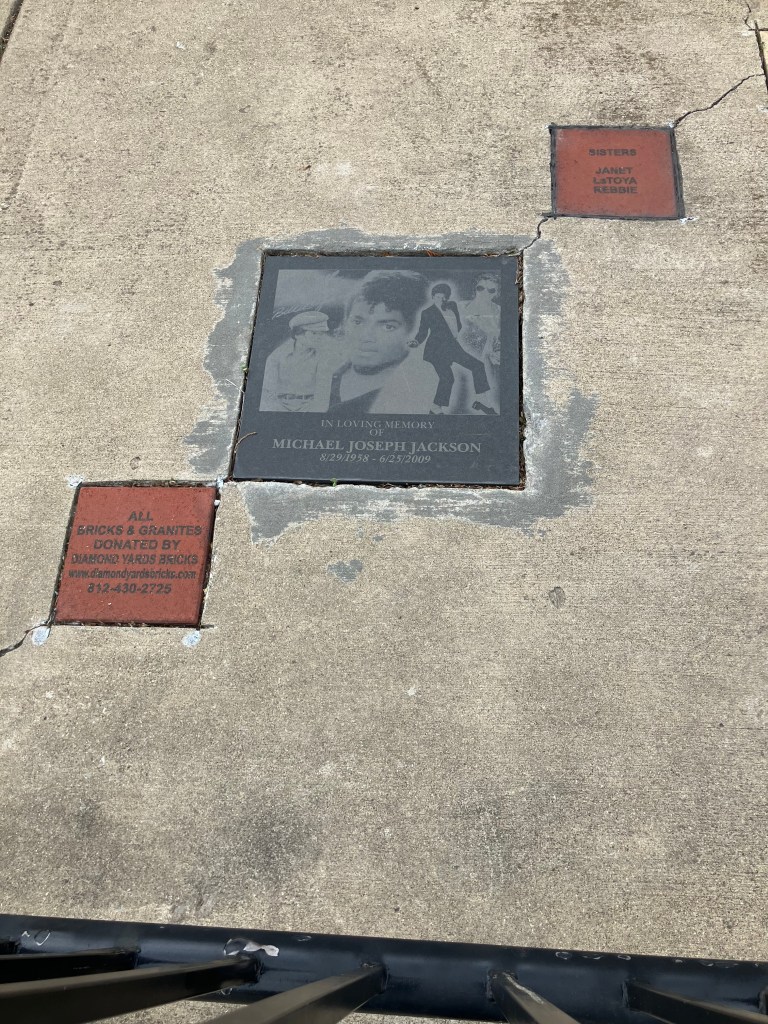 SISTERS
JANET
LaTOYA
REBBIE
IN LOVING MEMORY
OF
MICHAEL JOSEPH JACKSON
8/29/1958 - 6/25/2009
ALL
BRICKS & GRANITES
DONATED BY
DIAMOND YARDS BRICKS
www.diamondyardsbricks.com
812-430-2725